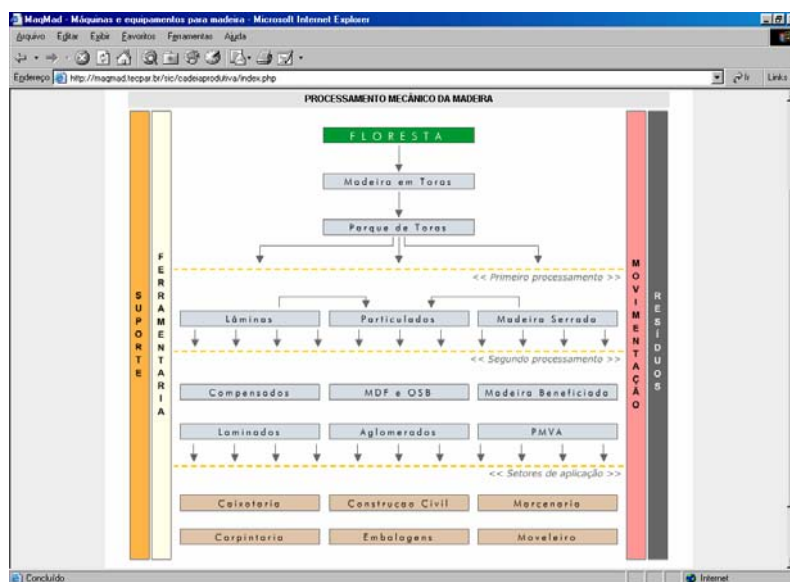 MaqMad - Máquinas e equipamentos para madeira - Microsoft Internet Explorer
Arquivo Editar Exibir Favoritos Ferramentas Ajuda
Endereço http://maqmad.tecpar.br/sic/cadeiaprodutiva/index.php Ir Links
PROCESSAMENTO MECÂNICO DA MADEIRA
SUPORTE
FERRAMENTARIA
FLORESTA
Madeira em Toras
Parque de Toras
<< Primeiro processamento >>
Lâminas Particulados Madeira Serrada
<< Segundo processamento >>
Compensados MDF e OSB Madeira Beneficiada
Laminados Aglomerados PMVA
<< Setores de aplicação >>
Caixotaria Construcao Civil Marcenaria
Carpintaria Embalagens Moveleiro
MOVIMENTAÇÃO
RESÍDUOS
Concluído Internet